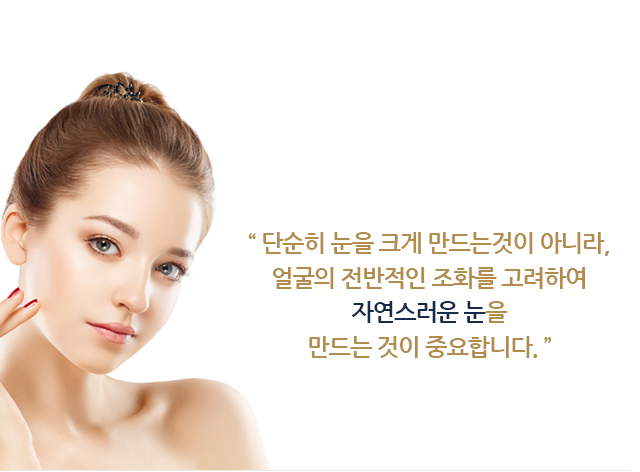 “ 단순히 눈을 크게 만드는것이 아니라,
얼굴의 전반적인 조화를 고려하여
자연스러운 눈을
만드는 것이 중요합니다. ”